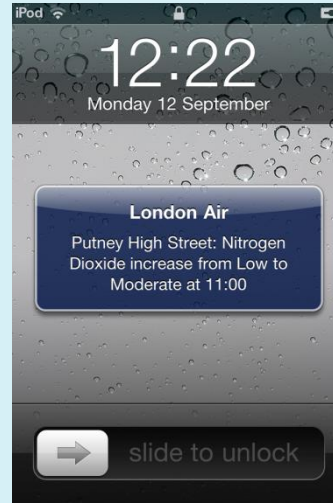 iPod
12:22
Monday 12 September
London Air
Putney High Street: Nitrogen
Dioxide increase from Low to
Moderate at 11:00
slide to unlock